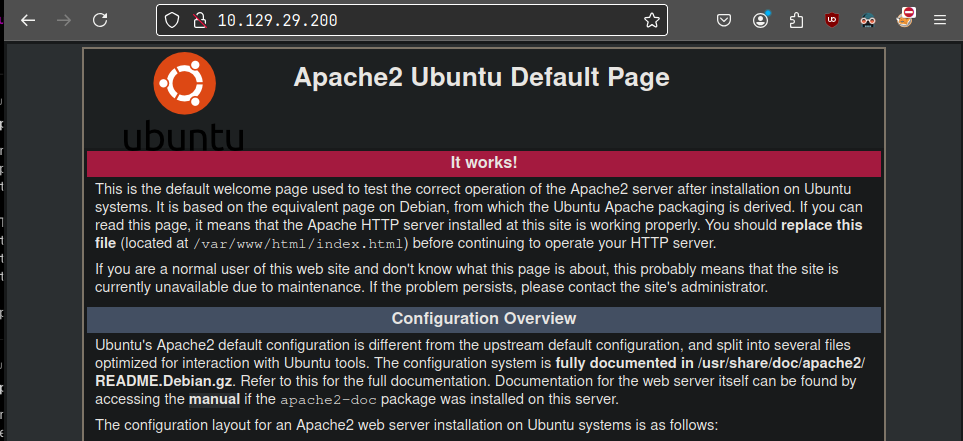 10.129.29.200
Apache2 Ubuntu Default Page
ubuntu
It works!
This is the default welcome page used to test the correct operation of the Apache2 server after installation on Ubuntu
systems. It is based on the equivalent page on Debian, from which the Ubuntu Apache packaging is derived. If you can
read this page, it means that the Apache HTTP server installed at this site is working properly. You should replace this
file (located at /var/www/html/index.html) before continuing to operate your HTTP server.
If you are a normal user of this web site and don't know what this page is about, this probably means that the site is
currently unavailable due to maintenance. If the problem persists, please contact the site's administrator.
Configuration Overview
Ubuntu's Apache2 default configuration is different from the upstream default configuration, and split into several files
optimized for interaction with Ubuntu tools. The configuration system is fully documented in /usr/share/doc/apache2/
README.Debian.gz. Refer to this for the full documentation. Documentation for the web server itself can be found by
accessing the manual if the apache2-doc package was installed on this server.
The configuration layout for an Apache2 web server installation on Ubuntu systems is as follows: